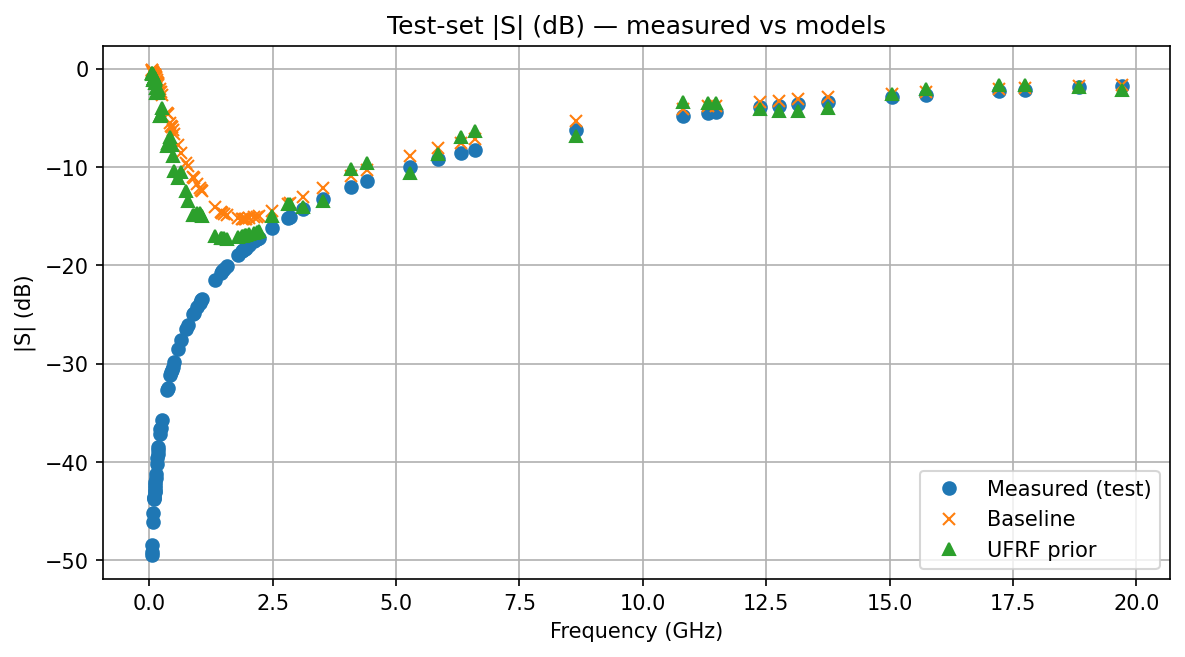 Test-set |S| (dB) — measured vs models
|S| (dB)
0
−10
−20
−30
−40
−50
Measured (test)
Baseline
UFRF prior
0.0 2.5 5.0 7.5 10.0 12.5 15.0 17.5 20.0
Frequency (GHz)